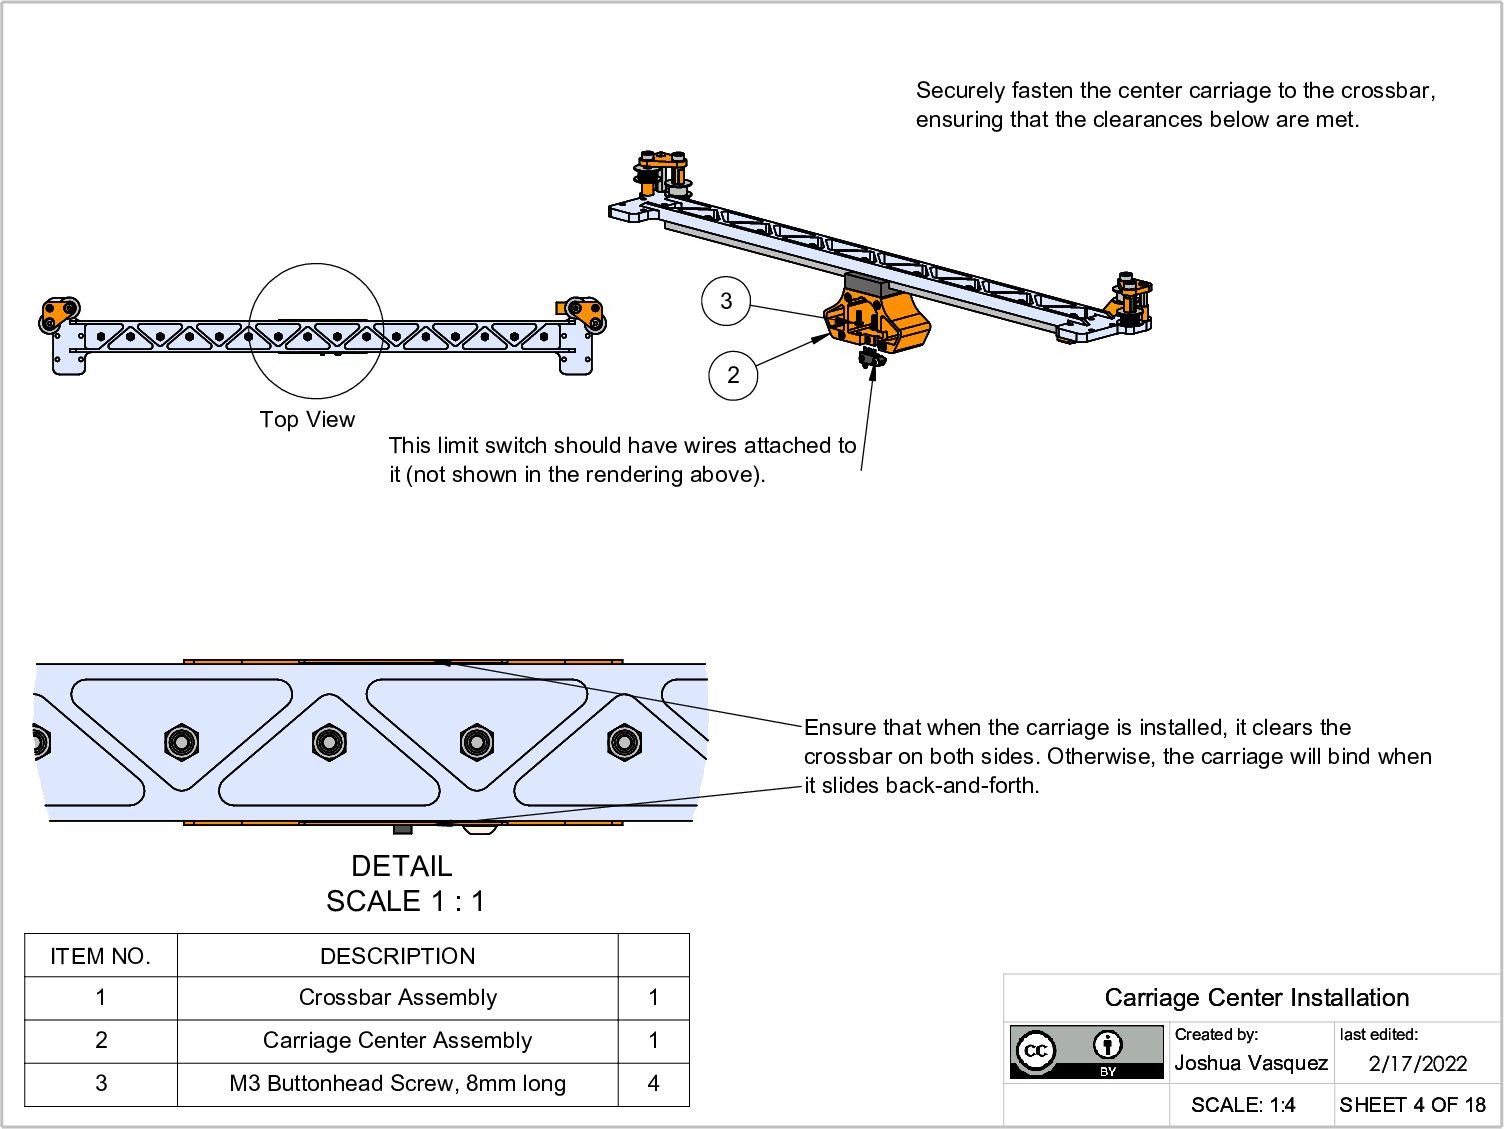 Securely fasten the center carriage to the crossbar,
ensuring that the clearances below are met.
3
2
Top View
This limit switch should have wires attached to
it (not shown in the rendering above).
Ensure that when the carriage is installed, it clears the
crossbar on both sides. Otherwise, the carriage will bind when
it slides back-and-forth.
DETAIL
SCALE 1 : 1
ITEM NO. DESCRIPTION
1 Crossbar Assembly 1
2 Carriage Center Assembly 1
3 M3 Buttonhead Screw, 8mm long 4
Carriage Center Installation
cc BY
Created by: last edited:
Joshua Vasquez 2/17/2022
SCALE: 1:4 SHEET 4 OF 18